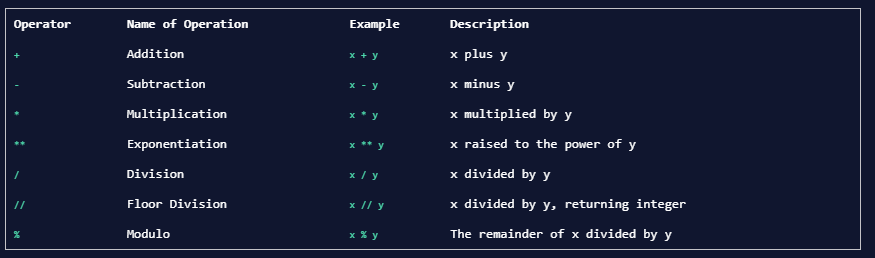 Operator Name of Operation Example Description
+ Addition x + y x plus y
- Subtraction x - y x minus y
* Multiplication x * y x multiplied by y
** Exponentiation x ** y x raised to the power of y
/ Division x / y x divided by y
// Floor Division x // y x divided by y, returning integer
% Modulo x % y The remainder of x divided by y